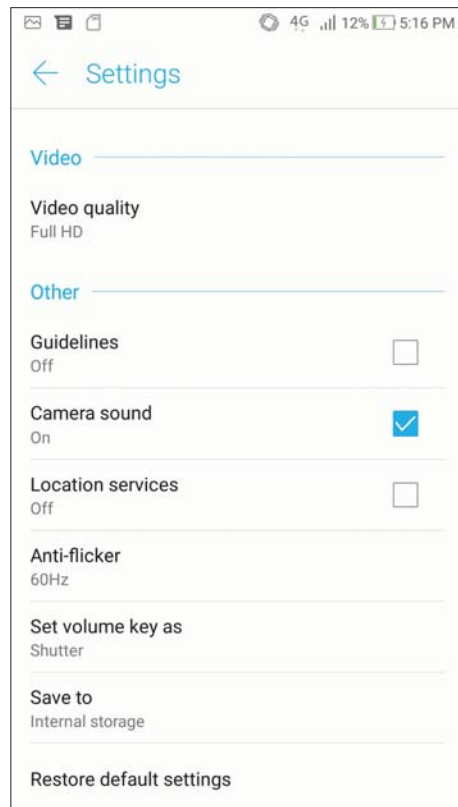 4G 12% 5:16 PM
Settings
Video
Video quality
Full HD
Other
Guidelines
Off
Camera sound
On
Location services
Off
Anti-flicker
60Hz
Set volume key as
Shutter
Save to
Internal storage
Restore default settings